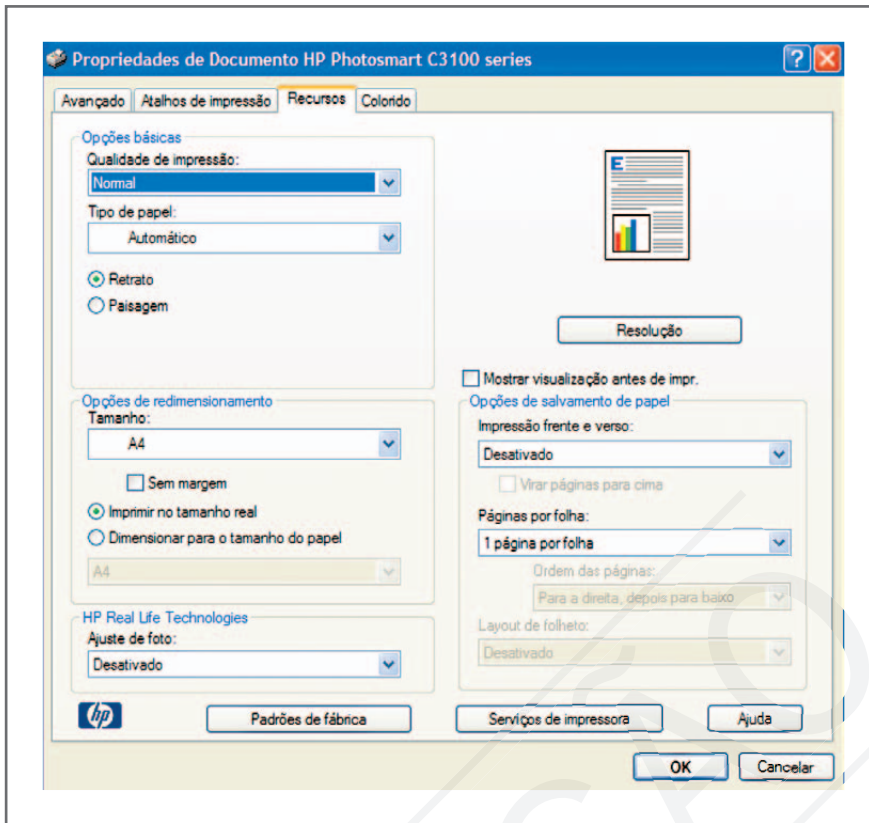 Propriedades de Documento HP Photosmart C3100 series
Avançado Atalhos de impressão Recursos Colorido
Opções básicas
Qualidade de impressão:
Normal
Tipo de papel:
Automático
Retrato
Paisagem
E
Resolução
Mostrar visualização antes de impr.
Opções de redimensionamento
Tamanho:
A4
Sem margem
Imprimir no tamanho real
Dimensionar para o tamanho do papel
A4
Opções de salvamento de papel
Impressão frente e verso:
Desativado
Virar páginas para cima
Páginas por folha:
1 página por folha
Ordem das páginas:
Para a direita, depois para baixo
Layout de folheto:
Desativado
HP Real Life Technologies
Ajuste de foto:
Desativado
hp
Padrões de fábrica
Serviços de impressora
Ajuda
OK
Cancelar